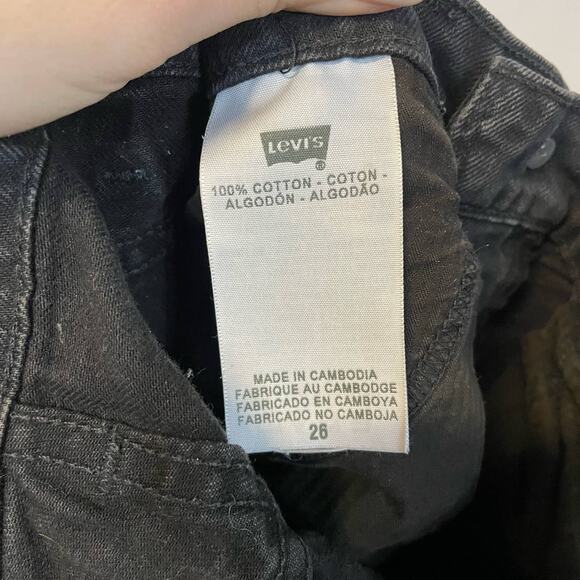 Levi's
®
100% COTTON - COTON -
ALGODÓN - ALGODÃO
MADE IN CAMBODIA
FABRIQUE AU CAMBODGE
FABRICADO EN CAMBOYA
FABRICADO NO CAMBOJA
26